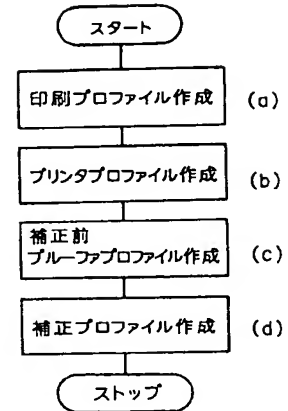 スタート
印刷プロファイル作成 (a)
プリンタプロファイル作成 (b)
補正前
プルーファプロファイル作成 (c)
補正プロファイル作成 (d)
ストップ